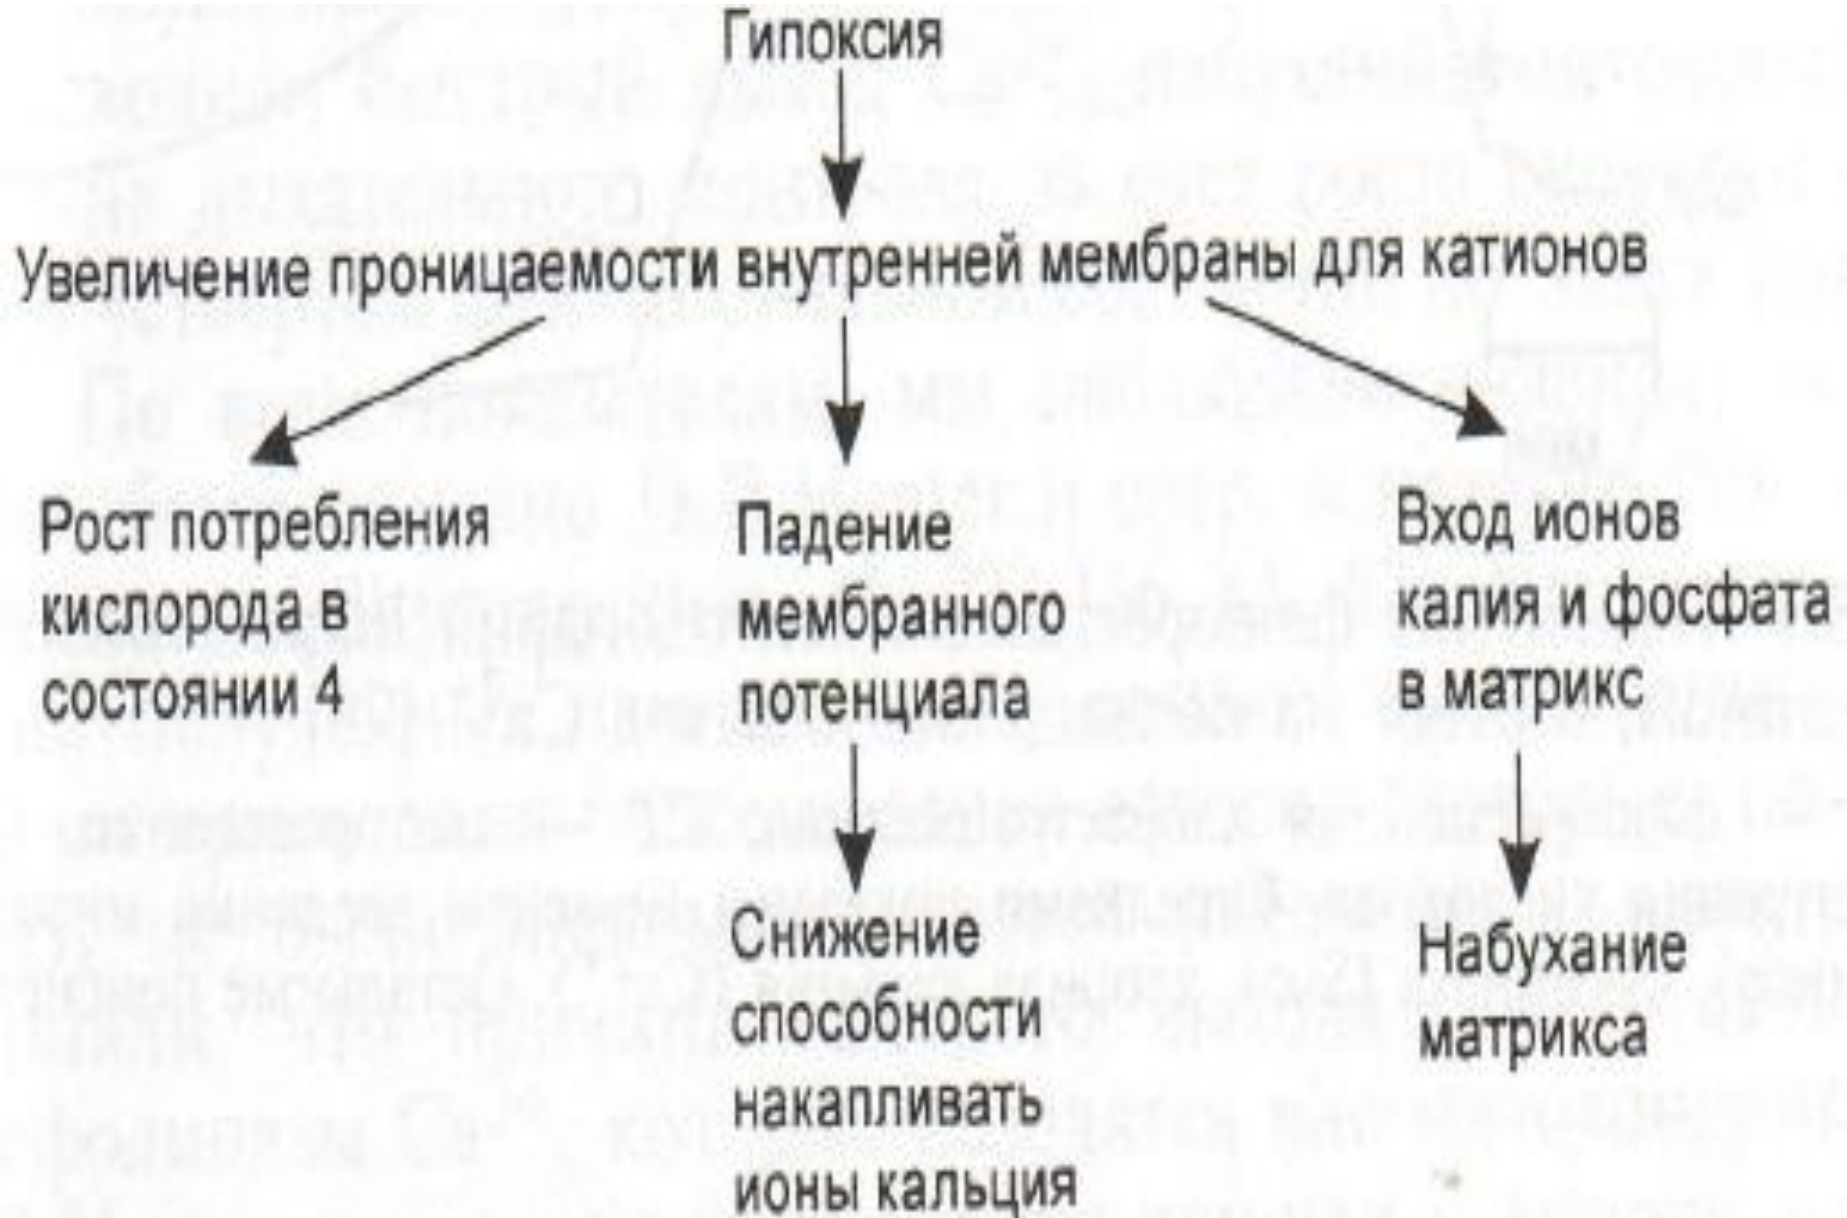 Гипоксия
Увеличение проницаемости внутренней мембраны для катионов
Рост потребления
кислорода в
состоянии 4
Падение
мембранного
потенциала
Снижение
способности
накапливать
ионы кальция
Вход ионов
калия и фосфата
в матрикс
Набухание
матрикса